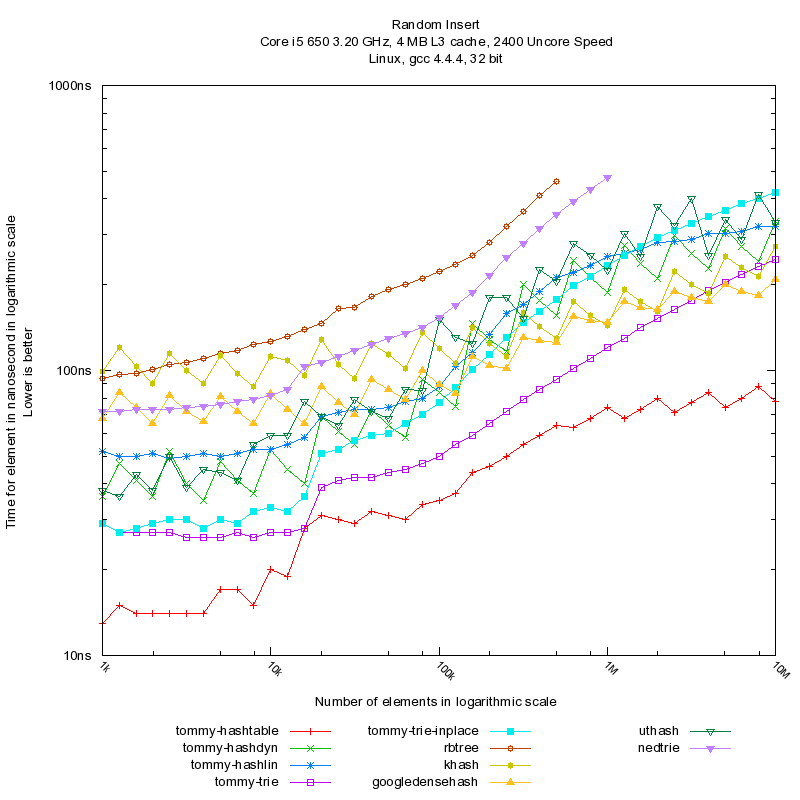 Random Insert
Core i5 650 3.20 GHz, 4 MB L3 cache, 2400 Uncore Speed
Linux, gcc 4.4.4, 32 bit
1000ns
100ns
10ns
Time for element in nanosecond in logarithmic scale
Lower is better
1k
10k
100k
1M
10M
Number of elements in logarithmic scale
tommy-hashtable
tommy-hashdyn
tommy-hashlin
tommy-trie
tommy-trie-inplace
rbtree
khash
googledensehash
uthash
nedtrie